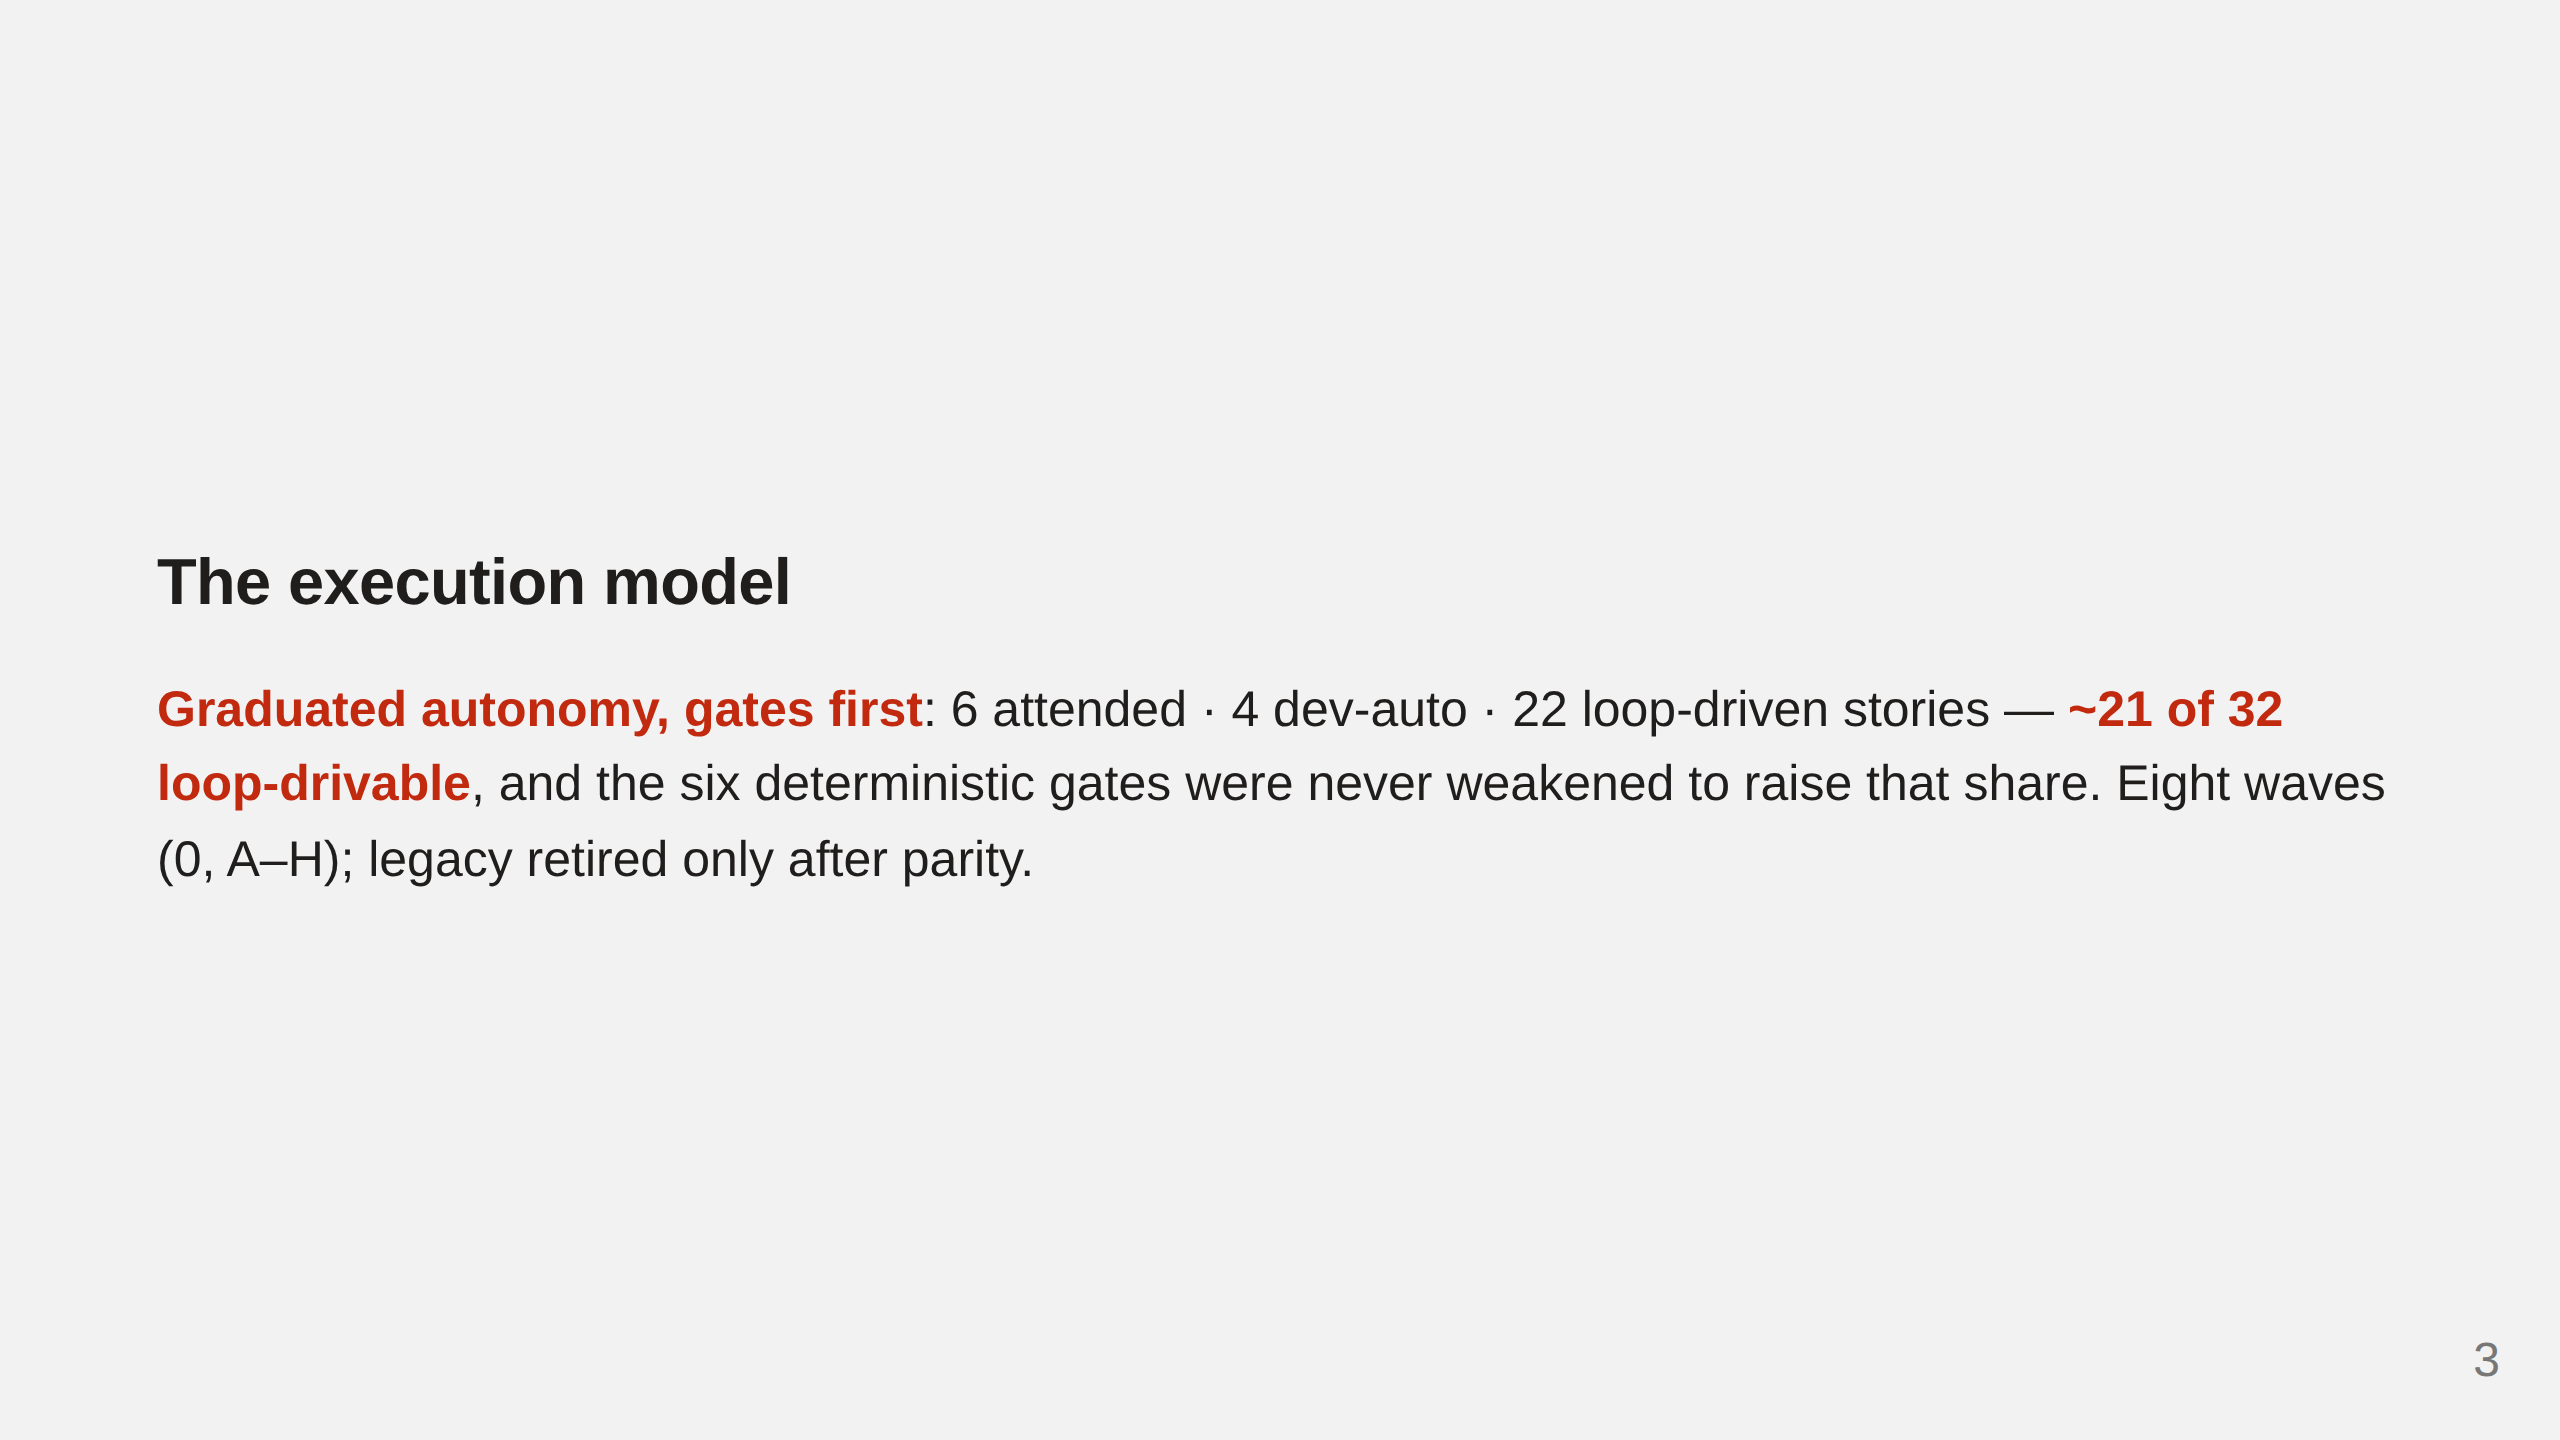 The execution model
Graduated autonomy, gates first: 6 attended · 4 dev-auto · 22 loop-driven stories — ~21 of 32
loop-drivable, and the six deterministic gates were never weakened to raise that share. Eight waves
(0, A–H); legacy retired only after parity.
3